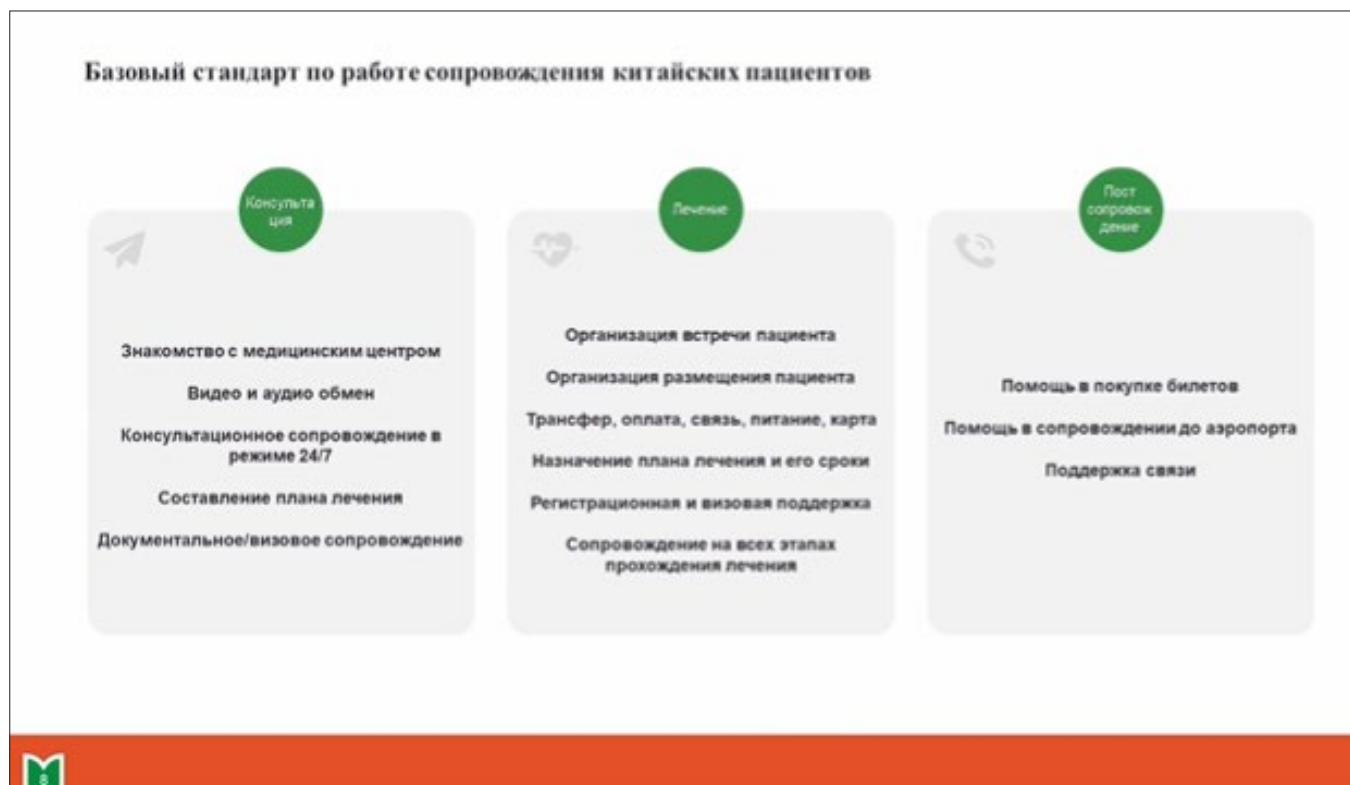 Базовый стандарт по работе сопровождения китайских пациентов
Консульта
ция
Знакомство с медицинским центром
Видео и аудио обмен
Консультационное сопровождение в
режиме 24/7
Составление плана лечения
Документальное/визовое сопровождение
Лечение
Организация встречи пациента
Организация размещения пациента
Трансфер, оплата, связь, питание, карта
Назначение плана лечения и его сроки
Регистрационная и визовая поддержка
Сопровождение на всех этапах
прохождения лечения
Пост
сопровож
дение
Помощь в покупке билетов
Помощь в сопровождении до аэропорта
Поддержка связи
8